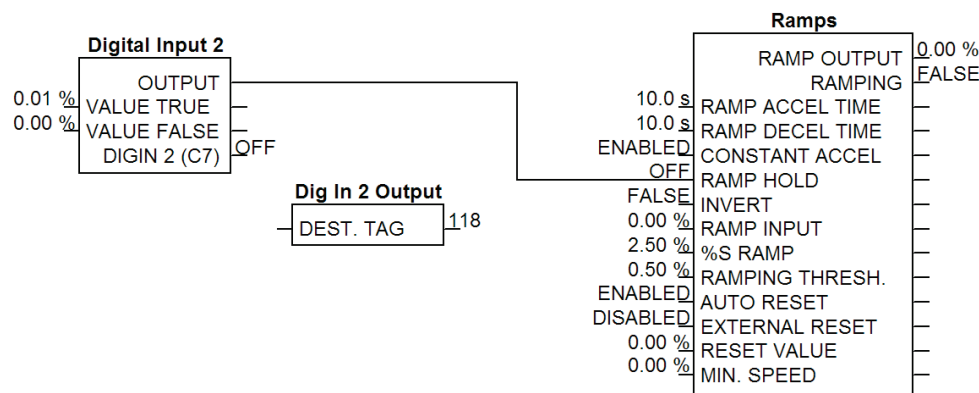 Digital Input 2
OUTPUT
0.01 % VALUE TRUE
0.00 % VALUE FALSE
DIGIN 2 (C7) OFF
Dig In 2 Output
DEST. TAG 118
Ramps
RAMP OUTPUT 0.00 %
RAMPING FALSE
10.0 s RAMP ACCEL TIME
10.0 s RAMP DECEL TIME
ENABLED CONSTANT ACCEL
OFF RAMP HOLD
FALSE INVERT
0.00 % RAMP INPUT
2.50 % %S RAMP
0.50 % RAMPING THRESH.
ENABLED AUTO RESET
DISABLED EXTERNAL RESET
0.00 % RESET VALUE
0.00 % MIN. SPEED